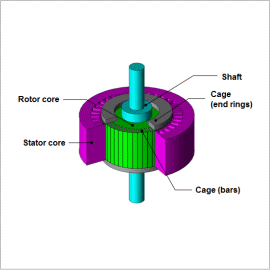 Shaft
Rotor core
Cage
(end rings)
Stator core
Cage (bars)